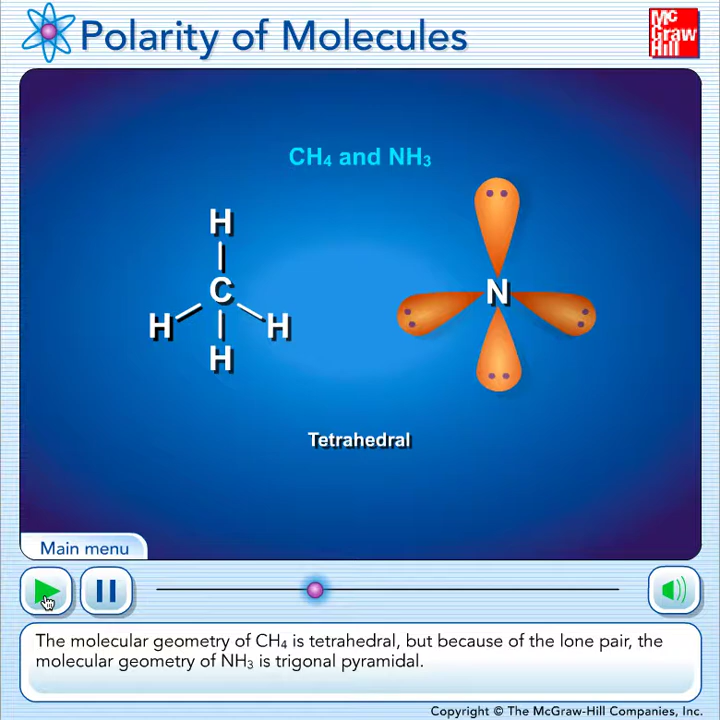 Polarity of Molecules
Mc
Graw
Hill
CH₄ and NH₃
H
C
H
H
H
N
Tetrahedral
Main menu
The molecular geometry of CH₄ is tetrahedral, but because of the lone pair, the
molecular geometry of NH₃ is trigonal pyramidal.
Copyright © The McGraw-Hill Companies, Inc.